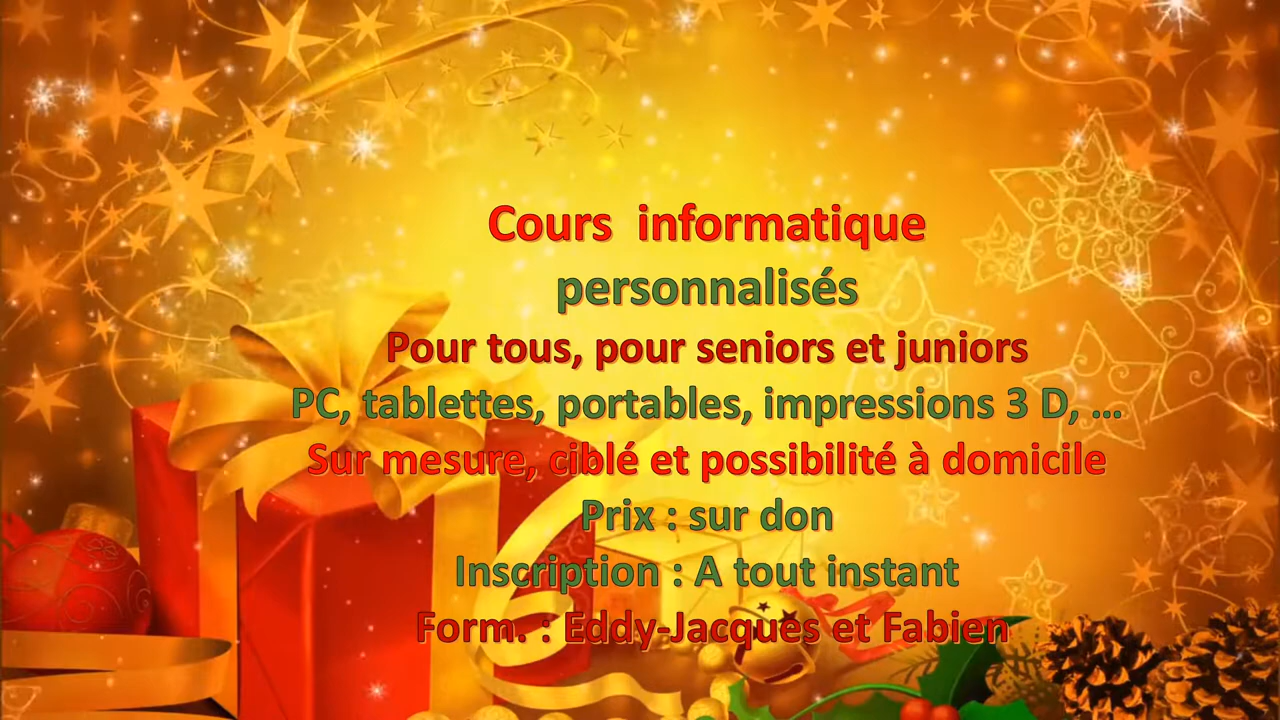 Cours informatique
personnalisés
Pour tous, pour seniors et juniors
PC, tablettes, portables, impressions 3 D, ...
Sur mesure, ciblé et possibilité à domicile
Prix : sur don
Inscription : A tout instant
Form. : Eddy-Jacques et Fabien